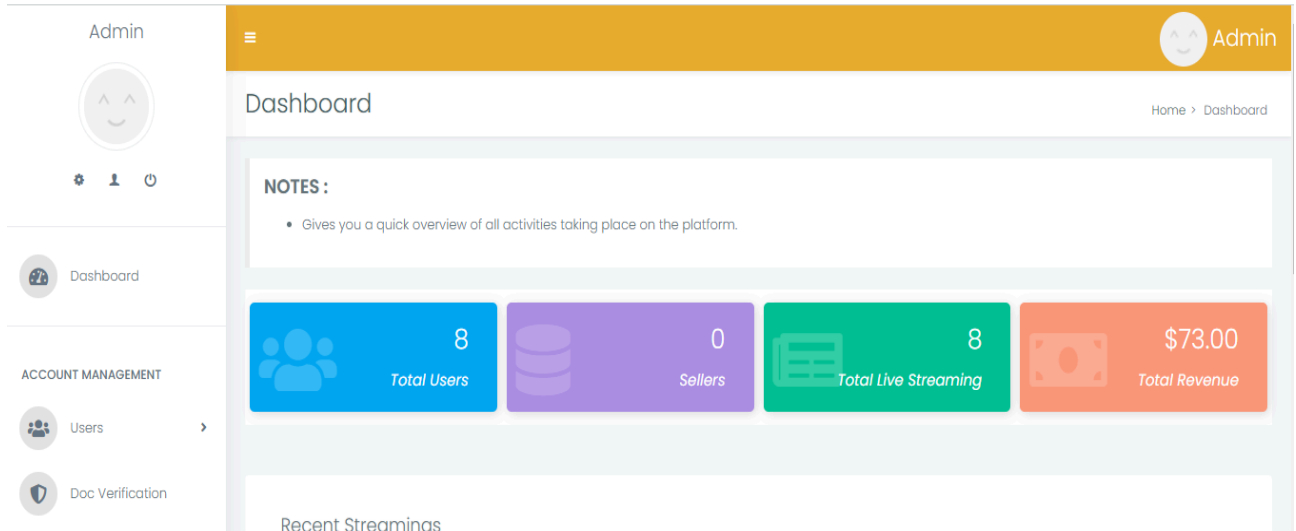 Admin
Admin
Dashboard
Home > Dashboard
NOTES :
• Gives you a quick overview of all activities taking place on the platform.
Dashboard
8
Total Users
0
Sellers
8
Total Live Streaming
$73.00
Total Revenue
ACCOUNT MANAGEMENT
Users
Doc Verification
Recent Streamings